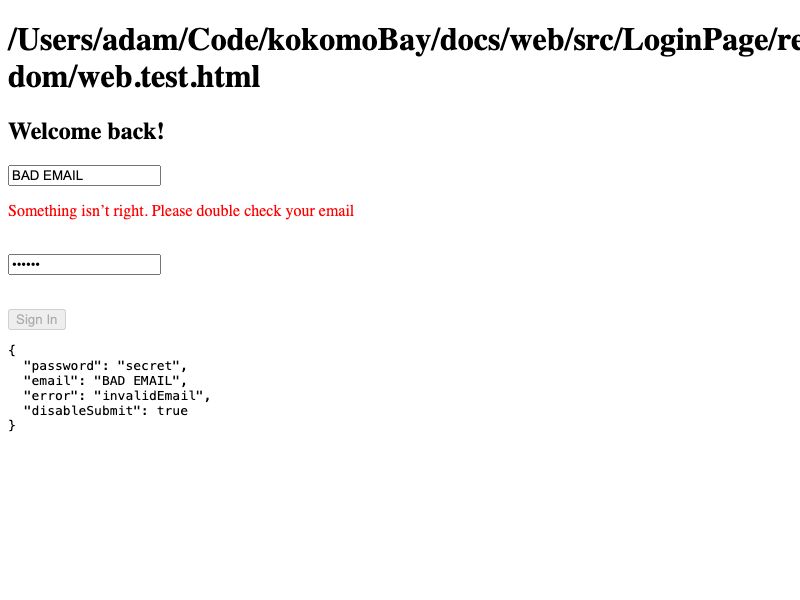 /Users/adam/Code/kokomoBay/docs/web/src/LoginPage/re
dom/web.test.html
Welcome back!
BAD EMAIL
Something isn’t right. Please double check your email
••••••
Sign In
{
  "password": "secret",
  "email": "BAD EMAIL",
  "error": "invalidEmail",
  "disableSubmit": true
}